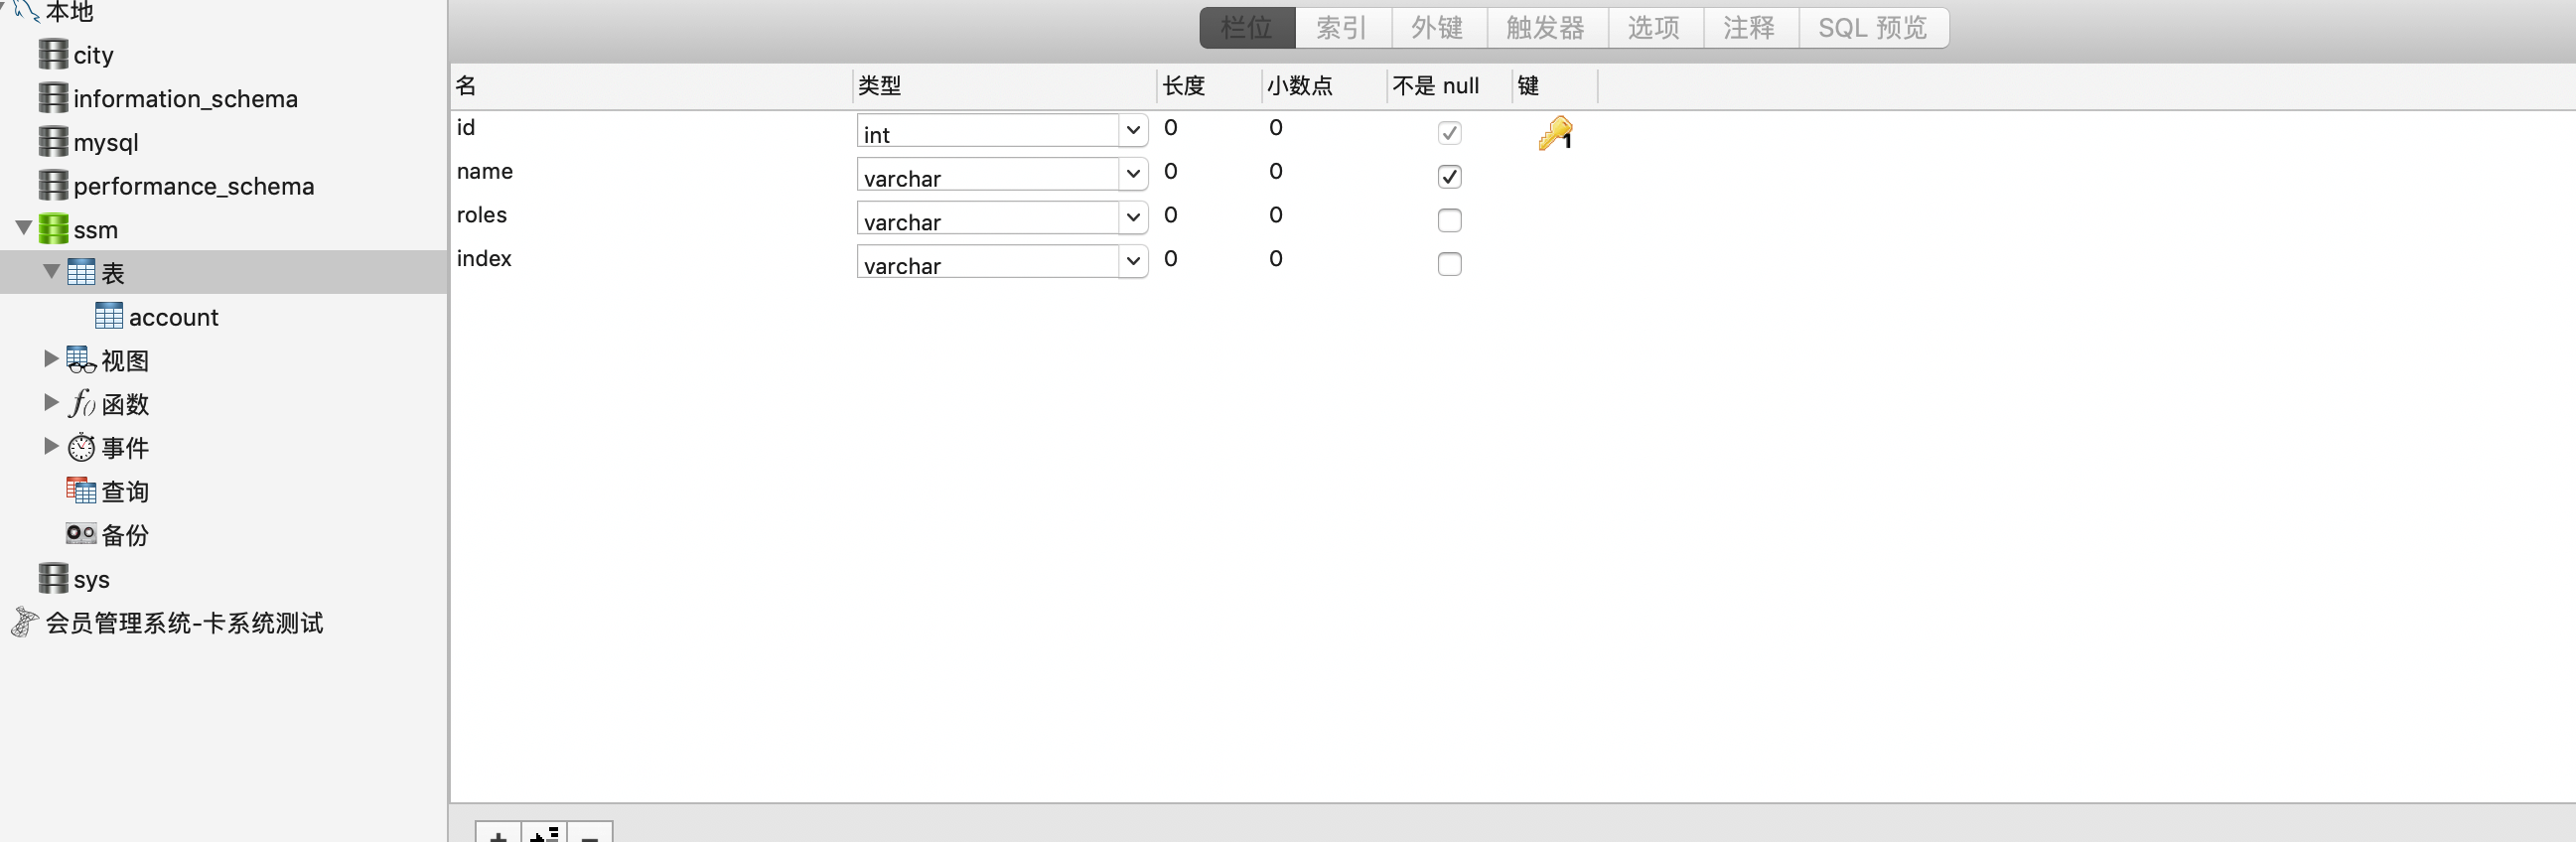 本地
city
information_schema
mysql
performance_schema
ssm
表
account
视图
f() 函数
事件
查询
备份
sys
会员管理系统-卡系统测试
栏位 索引 外键 触发器 选项 注释 SQL 预览
名 类型 长度 小数点 不是 null 键
id int 0 0 1
name varchar 0 0
roles varchar 0 0
index varchar 0 0